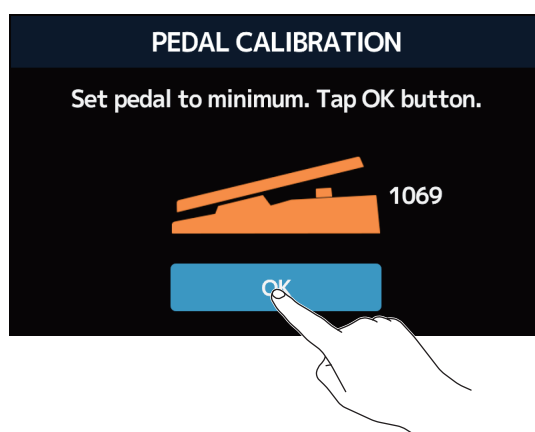 PEDAL CALIBRATION
Set pedal to minimum. Tap OK button.
1069
OK